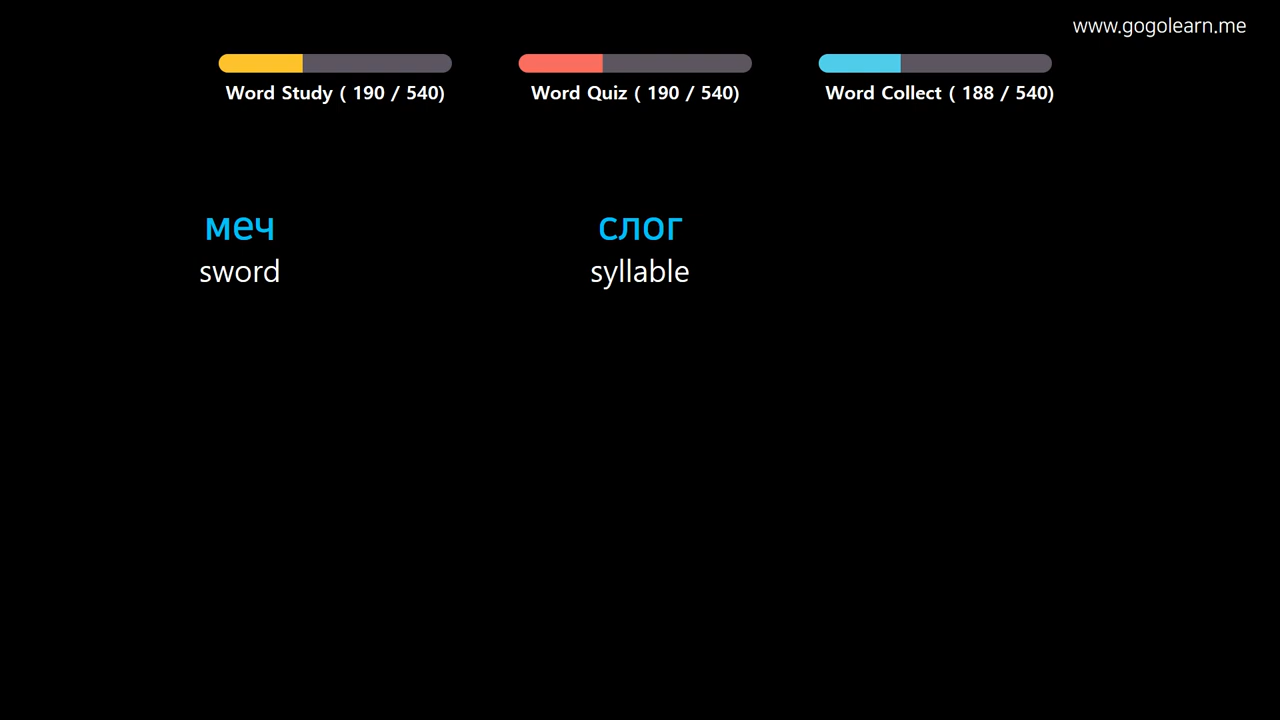 www.gogolearn.me
Word Study ( 190 / 540)
Word Quiz ( 190 / 540)
Word Collect ( 188 / 540)
меч
sword
слог
syllable